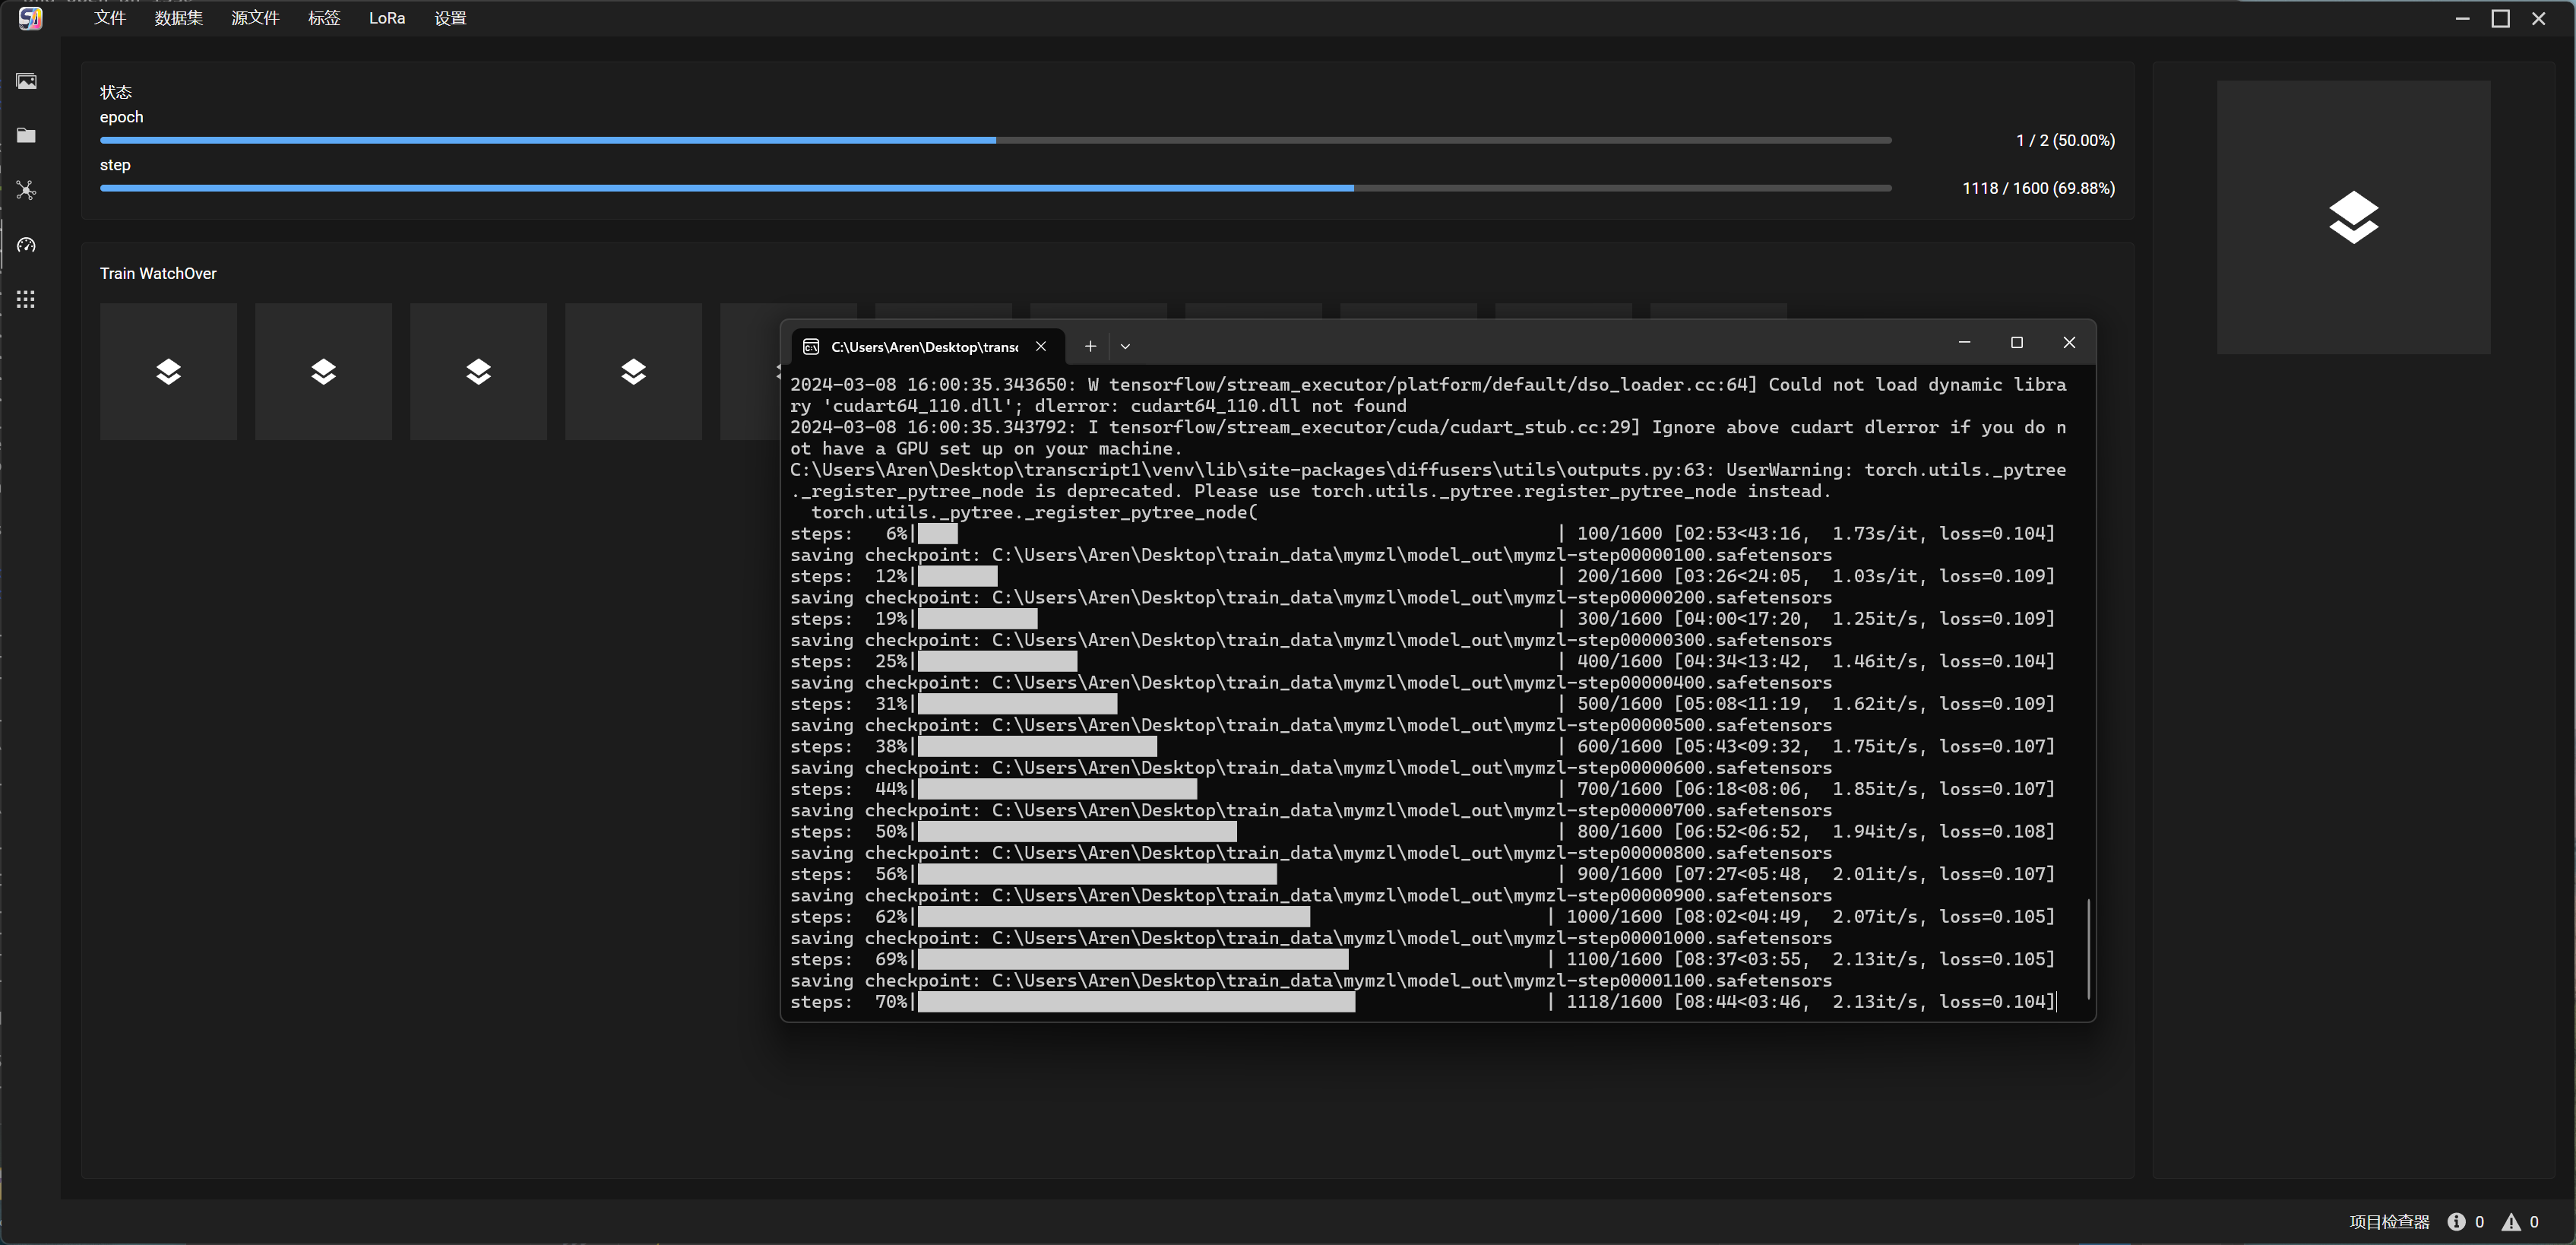 文件 数据集 源文件 标签 LoRa 设置
状态
epoch
1 / 2 (50.00%)
step
1118 / 1600 (69.88%)
Train WatchOver
C:\Users\Aren\Desktop\transc
2024-03-08 16:00:35.343650: W tensorflow/stream_executor/platform/default/dso_loader.cc:64] Could not load dynamic libra
ry 'cudart64_110.dll'; dlerror: cudart64_110.dll not found
2024-03-08 16:00:35.343792: I tensorflow/stream_executor/cuda/cudart_stub.cc:29] Ignore above cudart dlerror if you do n
ot have a GPU set up on your machine.
C:\Users\Aren\Desktop\transcript1\venv\lib\site-packages\diffusers\utils\outputs.py:63: UserWarning: torch.utils._pytree
._register_pytree_node is deprecated. Please use torch.utils._pytree.register_pytree_node instead.
torch.utils._pytree._register_pytree_node(
steps: 6%| | 100/1600 [02:53<43:16, 1.73s/it, loss=0.104]
saving checkpoint: C:\Users\Aren\Desktop\train_data\mymzl\model_out\mymzl-step00000100.safetensors
steps: 12%| | 200/1600 [03:26<24:05, 1.03s/it, loss=0.109]
saving checkpoint: C:\Users\Aren\Desktop\train_data\mymzl\model_out\mymzl-step00000200.safetensors
steps: 19%| | 300/1600 [04:00<17:20, 1.25it/s, loss=0.109]
saving checkpoint: C:\Users\Aren\Desktop\train_data\mymzl\model_out\mymzl-step00000300.safetensors
steps: 25%| | 400/1600 [04:34<13:42, 1.46it/s, loss=0.104]
saving checkpoint: C:\Users\Aren\Desktop\train_data\mymzl\model_out\mymzl-step00000400.safetensors
steps: 31%| | 500/1600 [05:08<11:19, 1.62it/s, loss=0.109]
saving checkpoint: C:\Users\Aren\Desktop\train_data\mymzl\model_out\mymzl-step00000500.safetensors
steps: 38%| | 600/1600 [05:43<09:32, 1.75it/s, loss=0.107]
saving checkpoint: C:\Users\Aren\Desktop\train_data\mymzl\model_out\mymzl-step00000600.safetensors
steps: 44%| | 700/1600 [06:18<08:06, 1.85it/s, loss=0.107]
saving checkpoint: C:\Users\Aren\Desktop\train_data\mymzl\model_out\mymzl-step00000700.safetensors
steps: 50%| | 800/1600 [06:52<06:52, 1.94it/s, loss=0.108]
saving checkpoint: C:\Users\Aren\Desktop\train_data\mymzl\model_out\mymzl-step00000800.safetensors
steps: 56%| | 900/1600 [07:27<05:48, 2.01it/s, loss=0.107]
saving checkpoint: C:\Users\Aren\Desktop\train_data\mymzl\model_out\mymzl-step00000900.safetensors
steps: 62%| | 1000/1600 [08:02<04:49, 2.07it/s, loss=0.105]
saving checkpoint: C:\Users\Aren\Desktop\train_data\mymzl\model_out\mymzl-step00001000.safetensors
steps: 69%| | 1100/1600 [08:37<03:55, 2.13it/s, loss=0.105]
saving checkpoint: C:\Users\Aren\Desktop\train_data\mymzl\model_out\mymzl-step00001100.safetensors
steps: 70%| | 1118/1600 [08:44<03:46, 2.13it/s, loss=0.104]
项目检查器 0 0